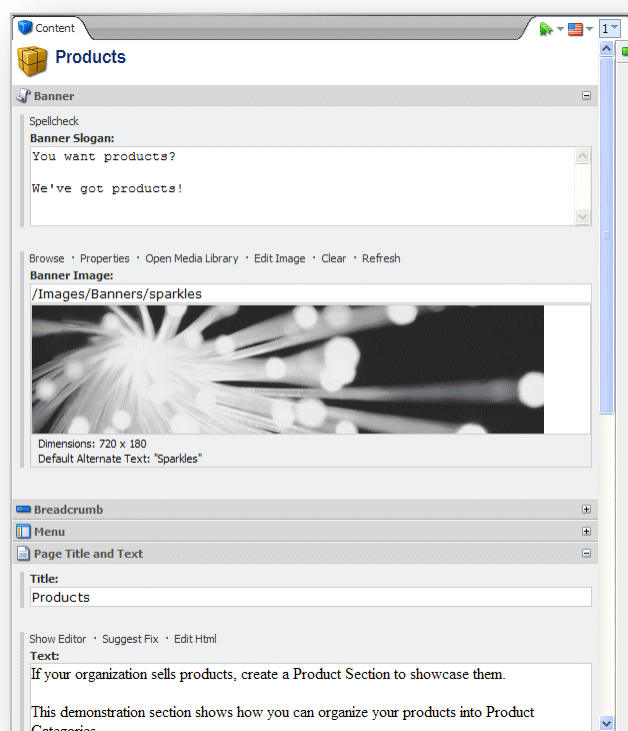 Content
1
Products
Banner
Spellcheck
Banner Slogan:
You want products?
We've got products!
Browse · Properties · Open Media Library · Edit Image · Clear · Refresh
Banner Image:
/Images/Banners/sparkles
Dimensions: 720 x 180
Default Alternate Text: "Sparkles"
Breadcrumb
Menu
Page Title and Text
Title:
Products
Show Editor · Suggest Fix · Edit Html
Text:
If your organization sells products, create a Product Section to showcase them.
This demonstration section shows how you can organize your products into Product
Categories